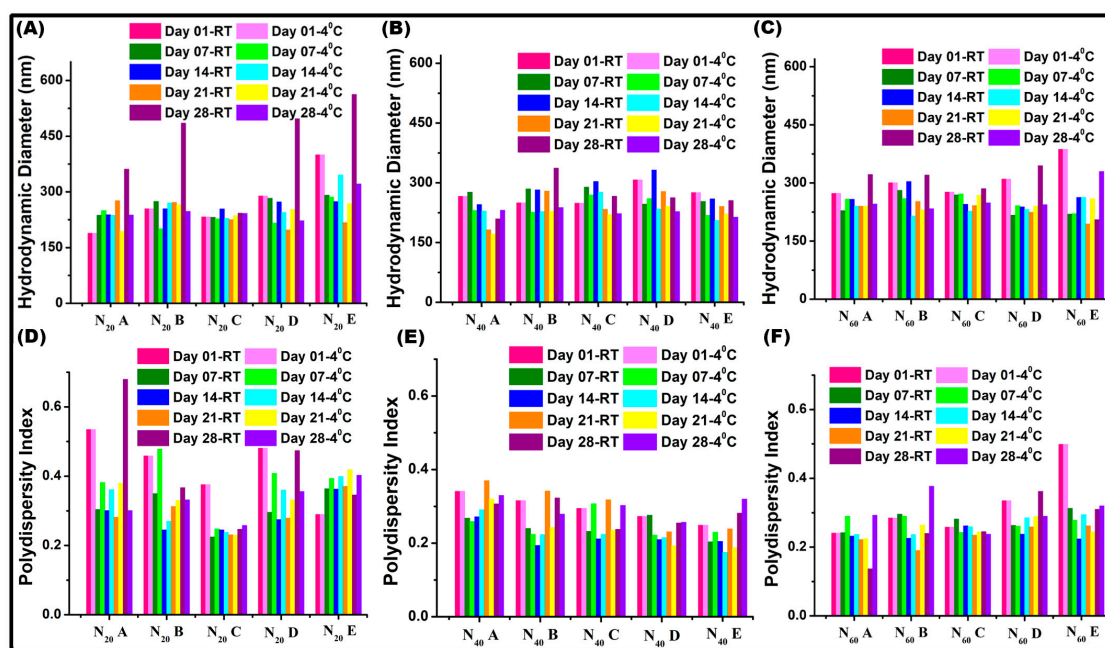 (A)
Day 01-RT Day 01-4⁰C
Day 07-RT Day 07-4⁰C
Day 14-RT Day 14-4⁰C
Day 21-RT Day 21-4⁰C
Day 28-RT Day 28-4⁰C
Hydrodynamic Diameter (nm)
600
450
300
150
0
N₂₀ A N₂₀ B N₂₀ C N₂₀ D N₂₀ E
(B)
Day 01-RT Day 01-4⁰C
Day 07-RT Day 07-4⁰C
Day 14-RT Day 14-4⁰C
Day 21-RT Day 21-4⁰C
Day 28-RT Day 28-4⁰C
Hydrodynamic Diameter (nm)
600
450
300
150
0
N₄₀ A N₄₀ B N₄₀ C N₄₀ D N₄₀ E
(C)
Day 01-RT Day 01-4⁰C
Day 07-RT Day 07-4⁰C
Day 14-RT Day 14-4⁰C
Day 21-RT Day 21-4⁰C
Day 28-RT Day 28-4⁰C
Hydrodynamic Diameter (nm)
600
450
300
150
0
N₆₀ A N₆₀ B N₆₀ C N₆₀ D N₆₀ E
(D)
Day 01-RT Day 01-4⁰C
Day 07-RT Day 07-4⁰C
Day 14-RT Day 14-4⁰C
Day 21-RT Day 21-4⁰C
Day 28-RT Day 28-4⁰C
Polydispersity Index
0.6
0.4
0.2
0.0
N₂₀ A N₂₀ B N₂₀ C N₂₀ D N₂₀ E
(E)
Day 01-RT Day 01-4⁰C
Day 07-RT Day 07-4⁰C
Day 14-RT Day 14-4⁰C
Day 21-RT Day 21-4⁰C
Day 28-RT Day 28-4⁰C
Polydispersity Index
0.6
0.4
0.2
0.0
N₄₀ A N₄₀ B N₄₀ C N₄₀ D N₄₀ E
(F)
Day 01-RT Day 01-4⁰C
Day 07-RT Day 07-4⁰C
Day 14-RT Day 14-4⁰C
Day 21-RT Day 21-4⁰C
Day 28-RT Day 28-4⁰C
Polydispersity Index
0.6
0.4
0.2
0.0
N₆₀ A N₆₀ B N₆₀ C N₆₀ D N₆₀ E